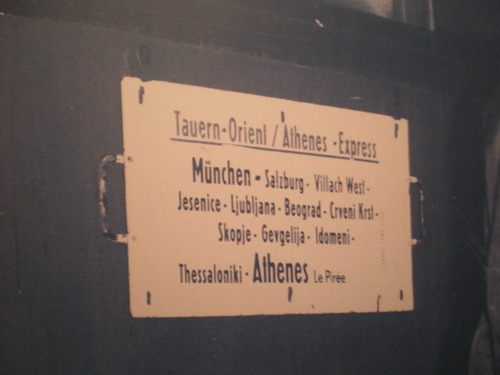 Tauern-Orient / Athenes -Express
München - Salzburg - Villach West -
Jesenice - Ljubljana - Beograd - Crveni Krst -
Skopje - Gevgelija - Idomeni -
Thessaloniki - Athenes Le Pirée